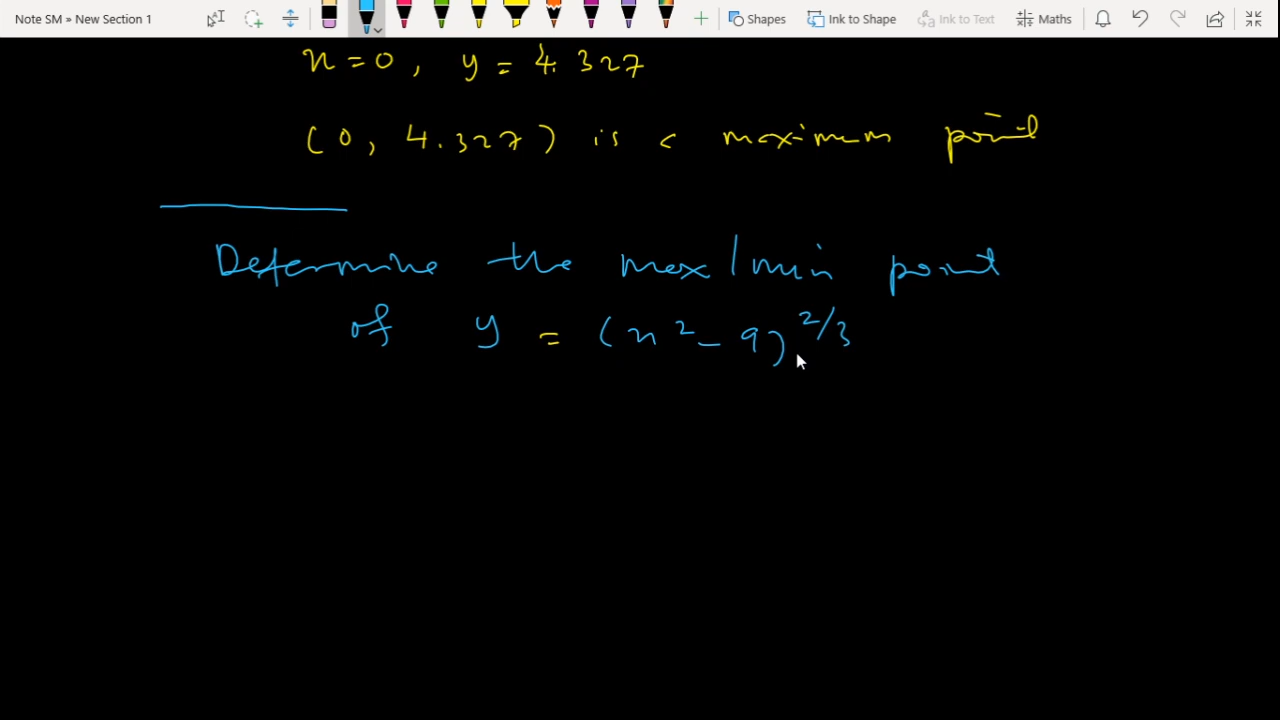 Note SM » New Section 1
Shapes
Ink to Shape
Ink to Text
Maths
x = 0 , y = 4.327
(0, 4.327) is a maximum point
Determine the max/min point
of y = (x² - 9)^2/3